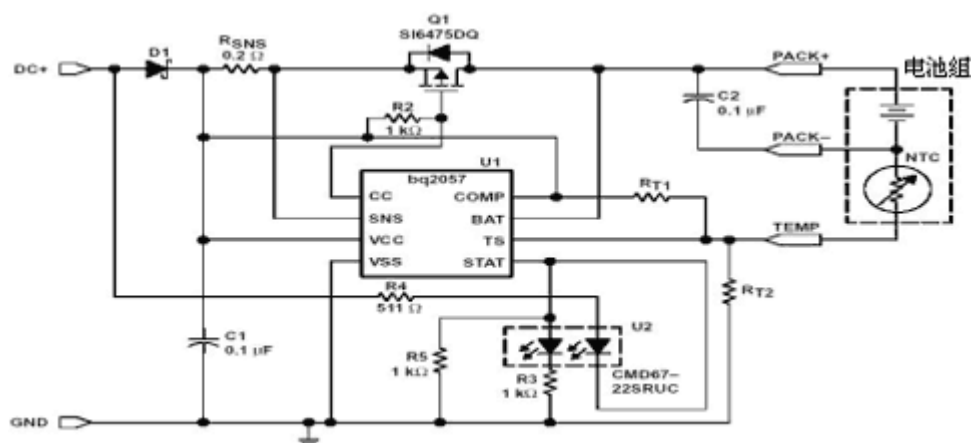 Q1
SI6475DQ
RSNS
0.2 Ω
D1
DC+
PACK+
电池组
R2
1 kΩ
C2
0.1 μF
PACK–
NTC
U1
bq2057
CC
COMP
SNS
BAT
VCC
TS
VSS
STAT
RT1
TEMP
R4
511 Ω
RT2
U2
C1
0.1 μF
R5
1 kΩ
R3
1 kΩ
CMD67–
22SRUC
GND